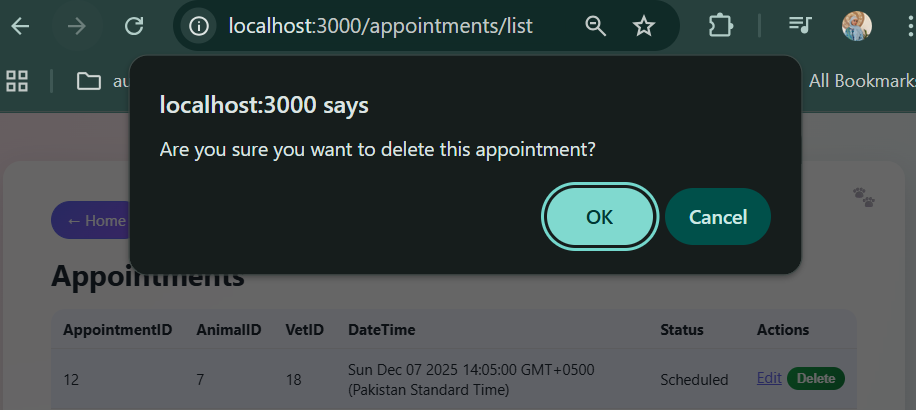 localhost:3000/appointments/list
au
All Bookmarks
localhost:3000 says
Are you sure you want to delete this appointment?
OK
Cancel
← Home
Appointments
AppointmentID AnimalID VetID DateTime Status Actions
12 7 18 Sun Dec 07 2025 14:05:00 GMT+0500 (Pakistan Standard Time) Scheduled Edit Delete